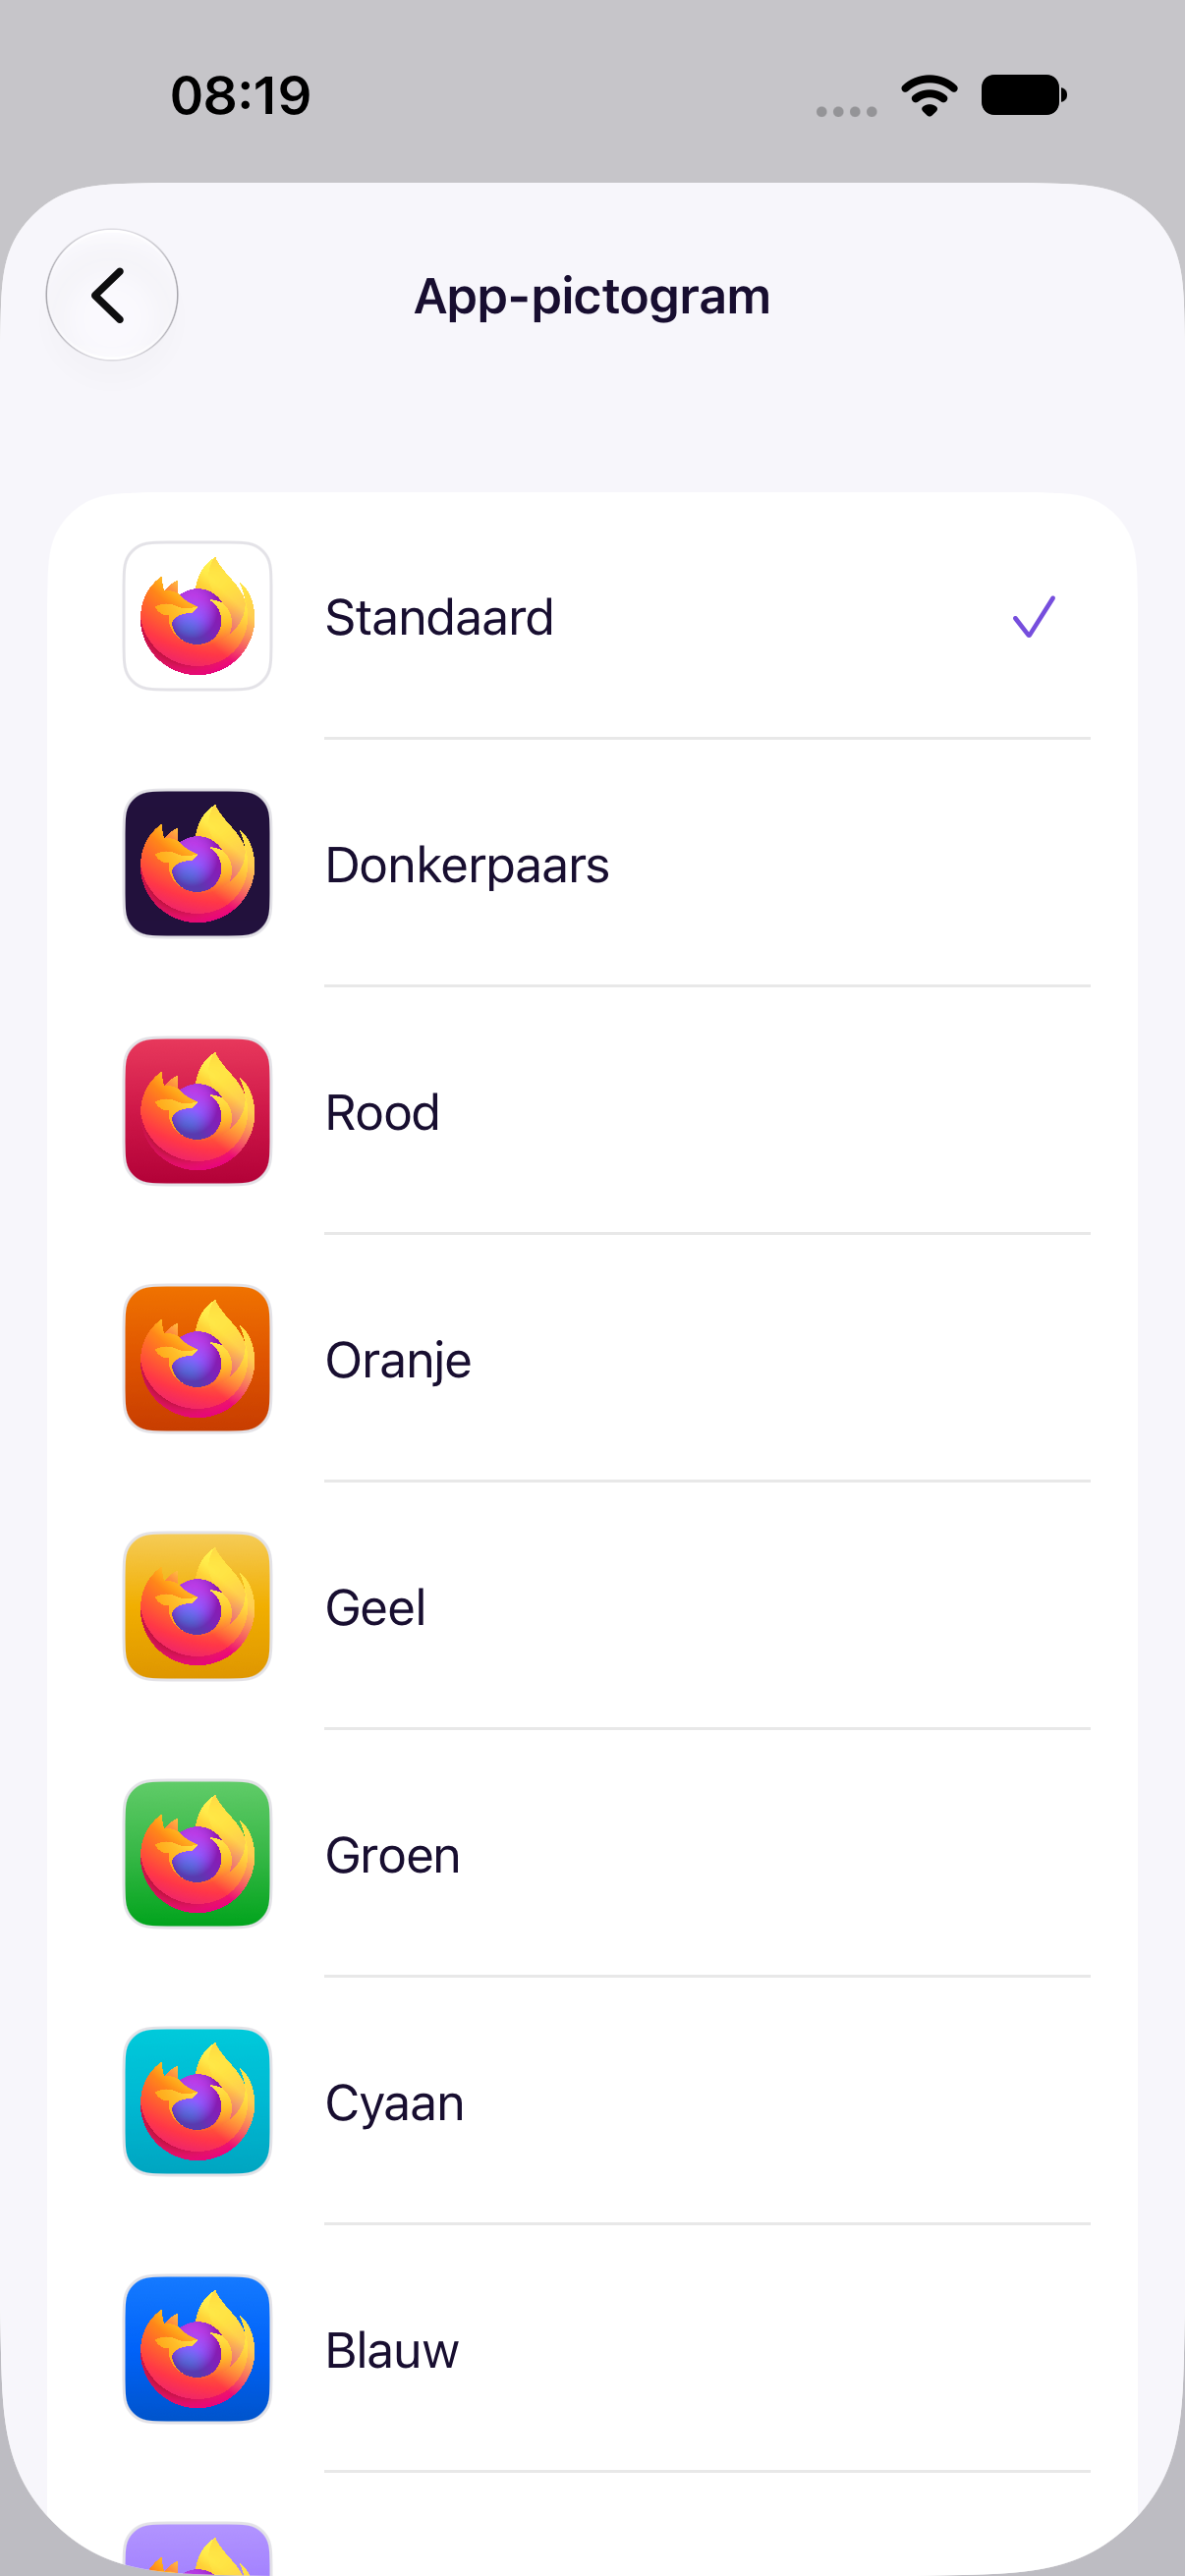 08:19
App-pictogram
Standaard
Donkerpaars
Rood
Oranje
Geel
Groen
Cyaan
Blauw